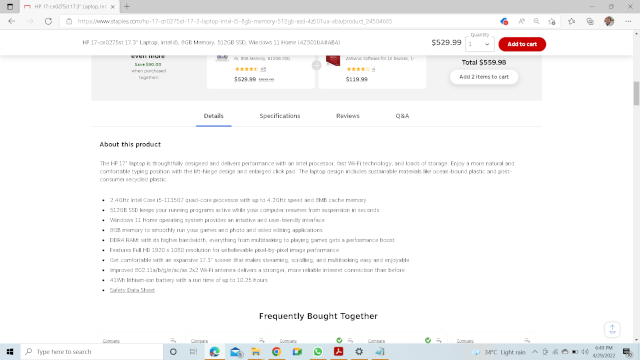 HP 17-cn0275st 17.3" Laptop, Int
https://www.staples.com/hp-17-cn0275st-17-3-laptop-intel-i5-8gb-memory-512gb-ssd-4z501ua-aba/product_24504665
HP 17-cn0275st 17.3" Laptop, Intel i5, 8GB Memory, 512GB SSD, Windows 11 Home (4Z501UA#ABA)
$529.99
Quantity
1
Add to cart
even more
Save $90.00
when purchased
together!
i5, 8GB Memory, 512GB SSD,
Antivirus Software for 10 Devices, 1-
$529.99
$119.99
Total $559.98
Add 2 items to cart
Details
Specifications
Reviews
Q&A
About this product
The HP 17" laptop is thoughtfully designed and delivers performance with an Intel processor, fast Wi-Fi technology, and loads of storage. Enjoy a more natural and
comfortable typing position with the lift-hinge design and enlarged click pad. The laptop design includes sustainable materials like ocean-bound plastic and post-
consumer recycled plastic.
• 2.4GHz Intel Core i5-1135G7 quad-core processor with up to 4.2GHz speed and 8MB cache memory
• 512GB SSD keeps your running programs active while your computer resumes from suspension in seconds
• Windows 11 Home operating system provides an intuitive and user-friendly interface
• 8GB memory to smoothly run your games and photo and video editing applications
• DDR4 RAM: with its higher bandwidth, everything from multitasking to playing games gets a performance boost
• Features Full HD 1920 x 1080 resolution for unbelievable pixel-by-pixel image performance
• Get comfortable with an expansive 17.3" screen that makes streaming, scrolling, and multitasking easy and enjoyable
• Improved 802.11a/b/g/n/ac/ax 2x2 Wi-Fi antenna delivers a stronger, more reliable internet connection than before
• 41Wh lithium-ion battery with a run time of up to 10.25 hours
• Safety Data Sheet
Frequently Bought Together
Compare
Compare
Compare
Compare
Compare
Type here to search
34°C Light rain
6:49 PM
4/29/2022